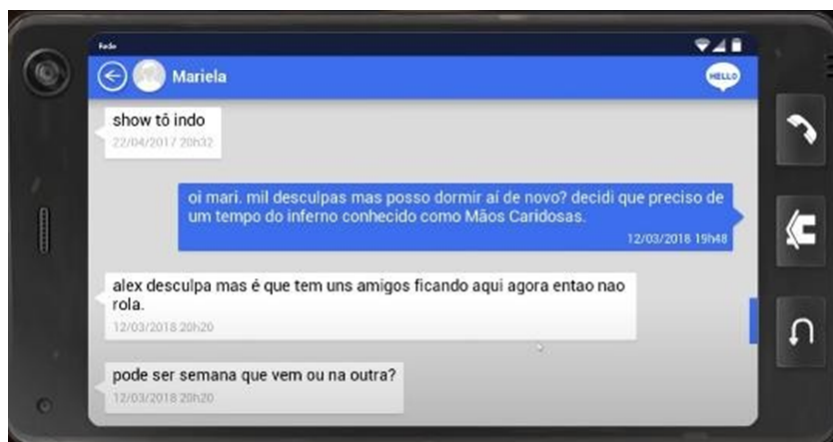 Rede
Mariela
HELLO
show tô indo
22/04/2017 20h32
oi mari. mil desculpas mas posso dormir aí de novo? decidi que preciso de
um tempo do inferno conhecido como Mãos Caridosas.
12/03/2018 19h48
alex desculpa mas é que tem uns amigos ficando aqui agora entao nao
rola.
12/03/2018 20h20
pode ser semana que vem ou na outra?
12/03/2018 20h20